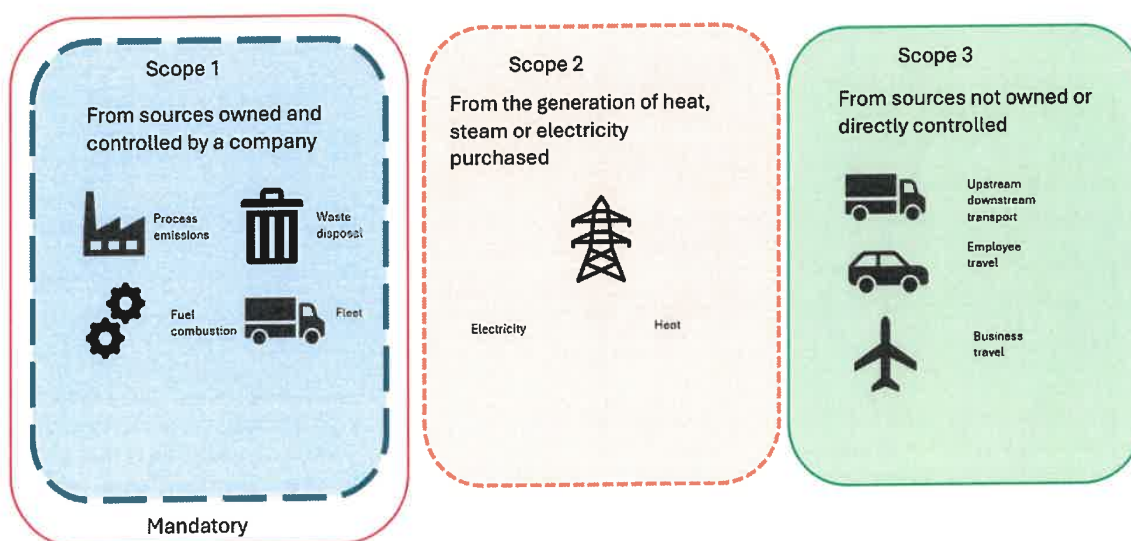 Scope 1
From sources owned and
controlled by a company
Process
emissions
Waste
disposal
Fuel
combustion
Fleet
Mandatory
Scope 2
From the generation of heat,
steam or electricity
purchased
Electricity
Heat
Scope 3
From sources not owned or
directly controlled
Upstream
downstream
transport
Employee
travel
Business
travel